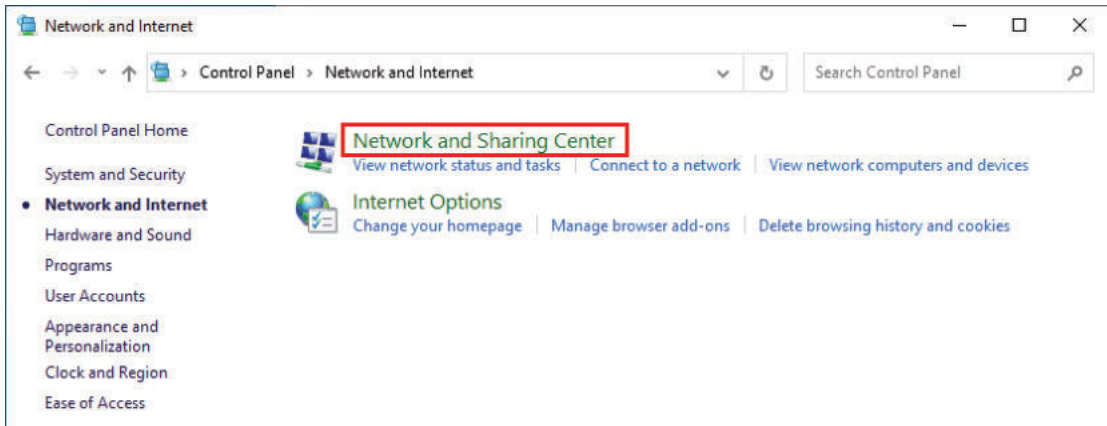 Network and Internet
Control Panel > Network and Internet
Search Control Panel
Control Panel Home
System and Security
Network and Internet
Hardware and Sound
Programs
User Accounts
Appearance and
Personalization
Clock and Region
Ease of Access
Network and Sharing Center
View network status and tasks | Connect to a network | View network computers and devices
Internet Options
Change your homepage | Manage browser add-ons | Delete browsing history and cookies